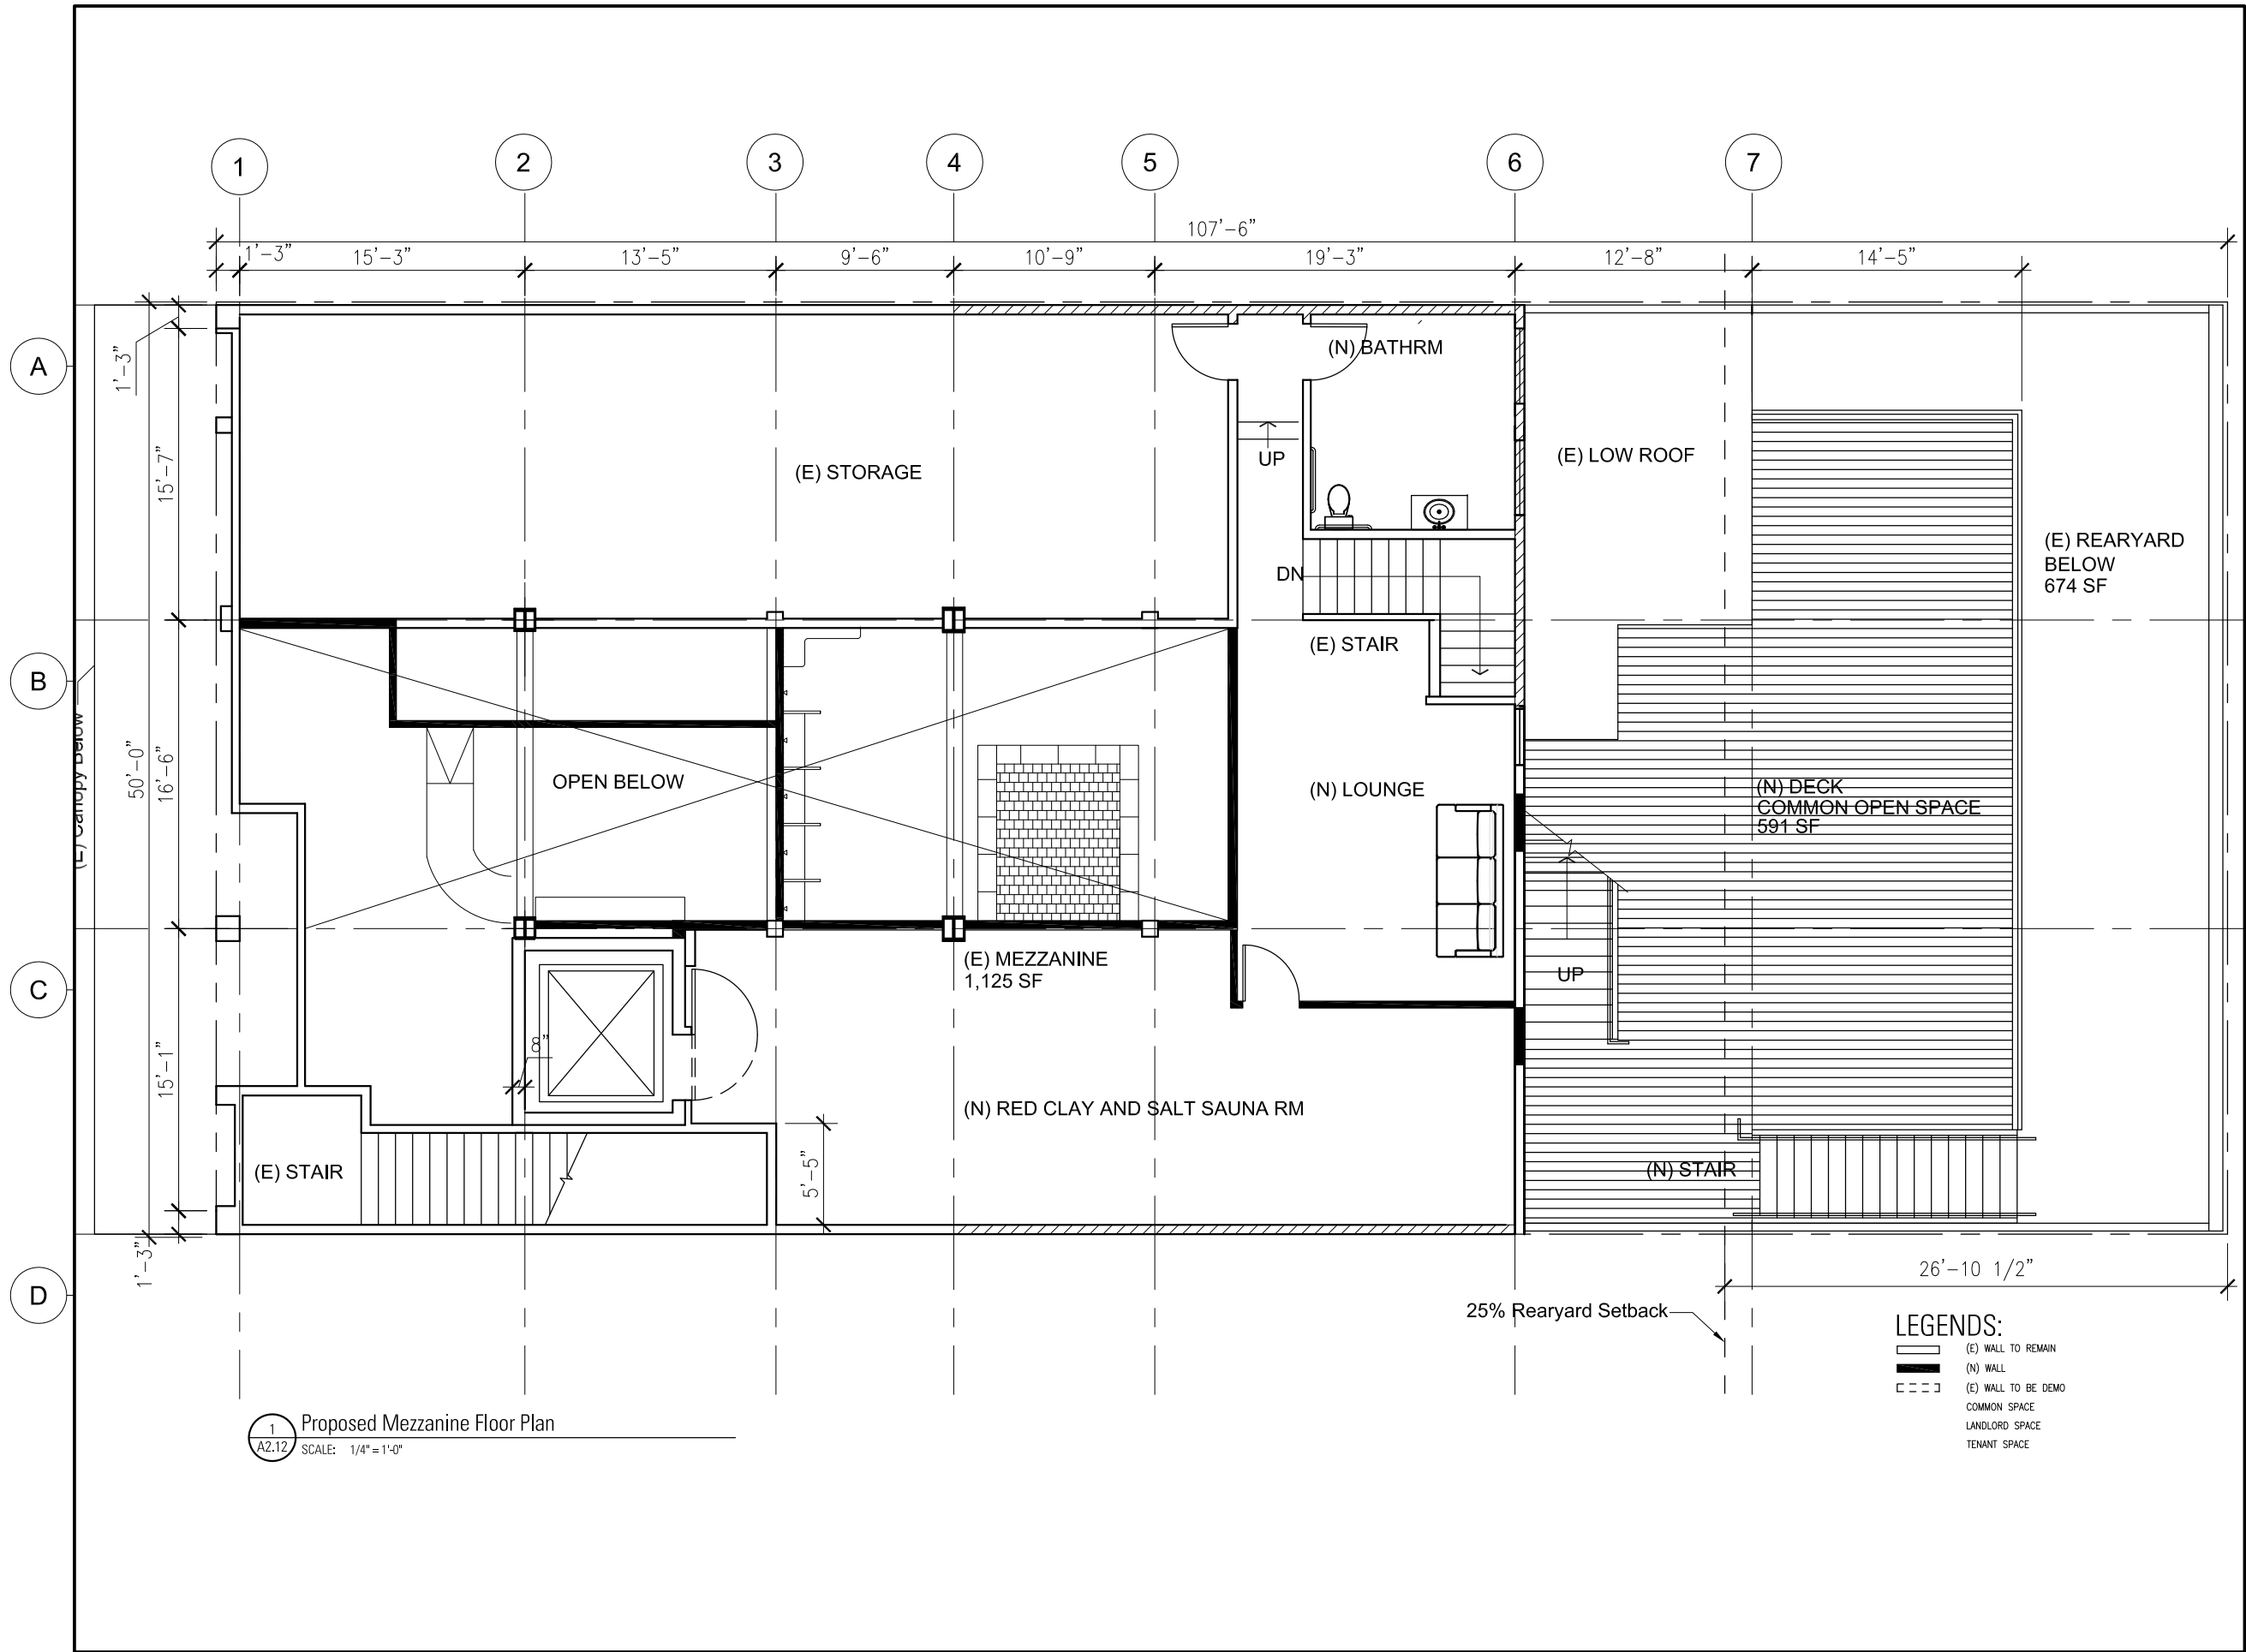 1
2
3
4
5
6
7
107'-6"
1'-3"
15'-3"
13'-5"
9'-6"
10'-9"
19'-3"
12'-8"
14'-5"
A
1'-3"
(N) BATHRM
15'-7"
(E) STORAGE
UP
(E) LOW ROOF
(E) REARYARD
BELOW
674 SF
DN
(E) STAIR
B
(E) Canopy Below
50'-0"
16'-6"
OPEN BELOW
(N) LOUNGE
(N) DECK
COMMON OPEN SPACE
591 SF
(E) MEZZANINE
1,125 SF
UP
C
8"
15'-1"
(N) RED CLAY AND SALT SAUNA RM
(E) STAIR
5'-5"
(N) STAIR
1'-3"
D
26'-10 1/2"
25% Rearyard Setback
LEGENDS:
(E) WALL TO REMAIN
(N) WALL
(E) WALL TO BE DEMO
COMMON SPACE
LANDLORD SPACE
TENANT SPACE
1
A2.12
Proposed Mezzanine Floor Plan
SCALE: 1/4" = 1'-0"